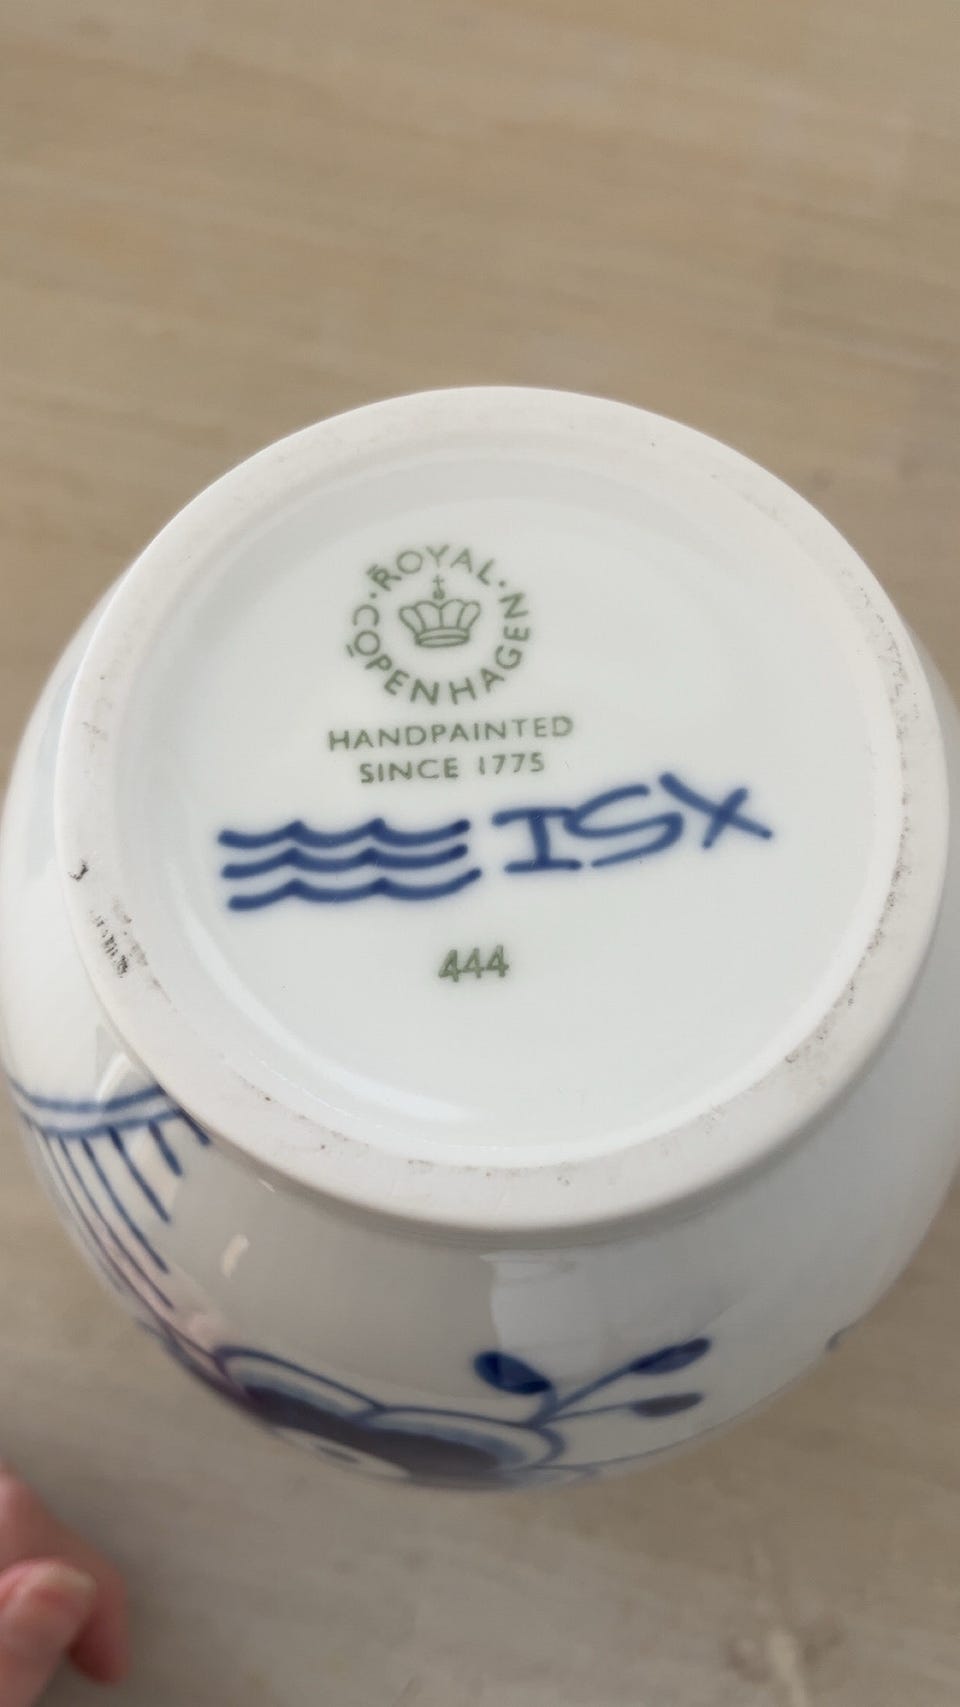 ROYAL · COPENHAGEN ·
HANDPAINTED
SINCE 1775
ISX
444